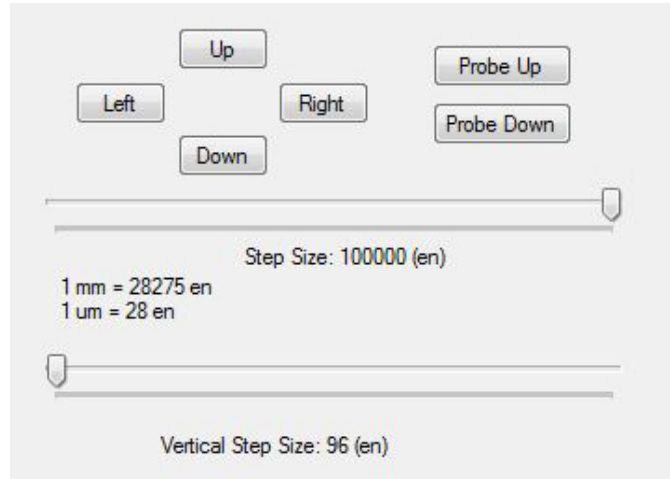 Up
Probe Up
Left
Right
Probe Down
Down
Step Size: 100000 (en)
1 mm = 28275 en
1 um = 28 en
Vertical Step Size: 96 (en)